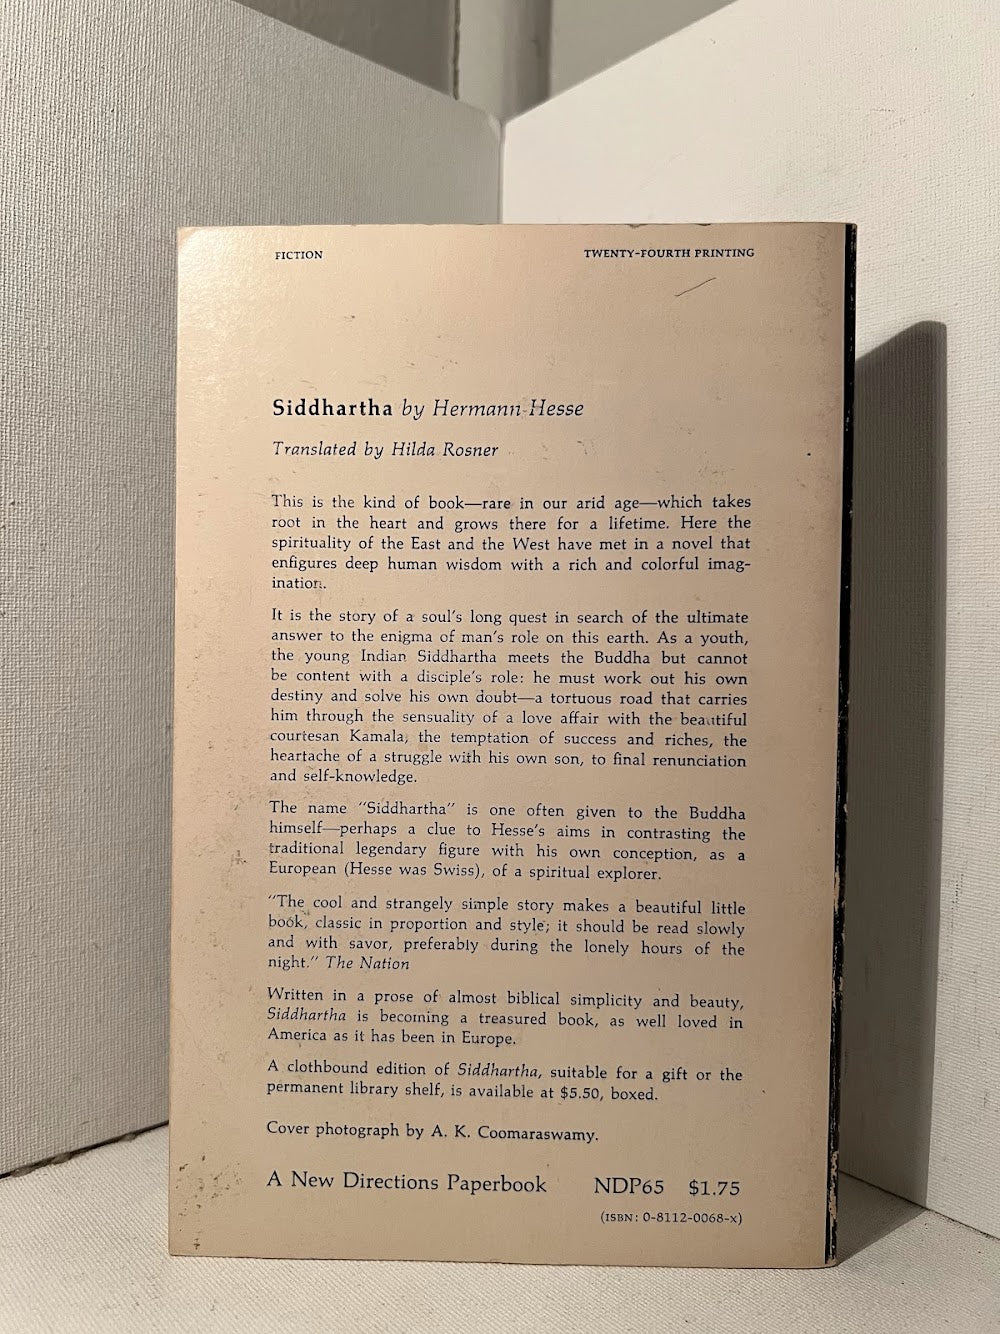 FICTION
TWENTY-FOURTH PRINTING
Siddhartha by Hermann Hesse
Translated by Hilda Rosner
This is the kind of book—rare in our arid age—which takes
root in the heart and grows there for a lifetime. Here the
spirituality of the East and the West have met in a novel that
enfigures deep human wisdom with a rich and colorful imag-
ination.
It is the story of a soul's long quest in search of the ultimate
answer to the enigma of man's role on this earth. As a youth,
the young Indian Siddhartha meets the Buddha but cannot
be content with a disciple's role: he must work out his own
destiny and solve his own doubt—a tortuous road that carries
him through the sensuality of a love affair with the beautiful
courtesan Kamala, the temptation of success and riches, the
heartache of a struggle with his own son, to final renunciation
and self-knowledge.
The name "Siddhartha" is one often given to the Buddha
himself—perhaps a clue to Hesse's aims in contrasting the
traditional legendary figure with his own conception, as a
European (Hesse was Swiss), of a spiritual explorer.
"The cool and strangely simple story makes a beautiful little
book, classic in proportion and style; it should be read slowly
and with savor, preferably during the lonely hours of the
night." The Nation
Written in a prose of almost biblical simplicity and beauty,
Siddhartha is becoming a treasured book, as well loved in
America as it has been in Europe.
A clothbound edition of Siddhartha, suitable for a gift or the
permanent library shelf, is available at $5.50, boxed.
Cover photograph by A. K. Coomaraswamy.
A New Directions Paperbook NDP65 $1.75
(ISBN: 0-8112-0068-X)